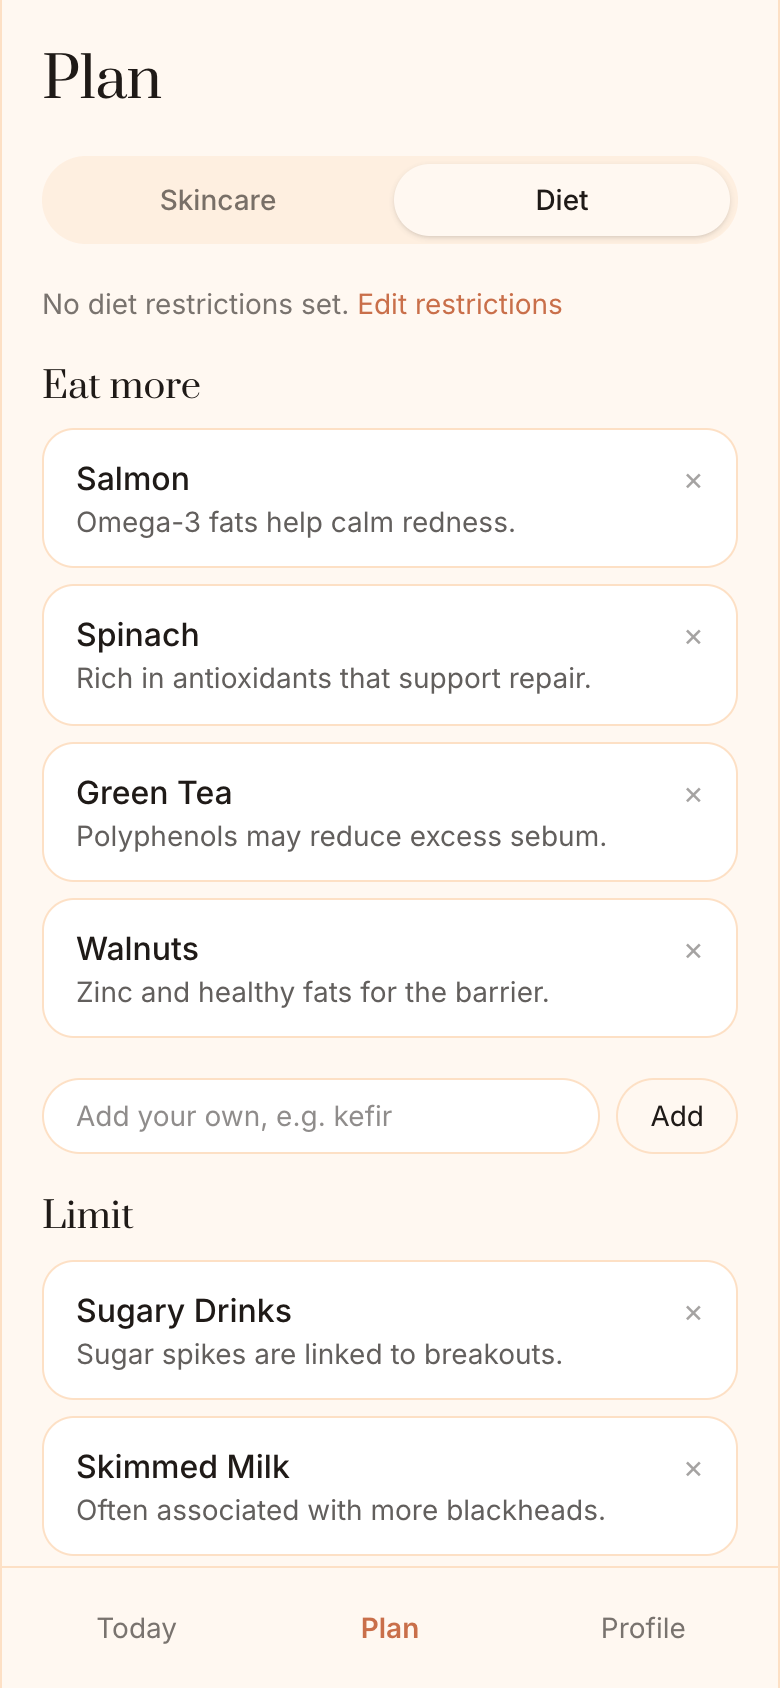 Plan
Skincare
Diet
No diet restrictions set. Edit restrictions
Eat more
Salmon
×
Omega-3 fats help calm redness.
Spinach
×
Rich in antioxidants that support repair.
Green Tea
×
Polyphenols may reduce excess sebum.
Walnuts
×
Zinc and healthy fats for the barrier.
Add your own, e.g. kefir
Add
Limit
Sugary Drinks
×
Sugar spikes are linked to breakouts.
Skimmed Milk
×
Often associated with more blackheads.
Today
Plan
Profile